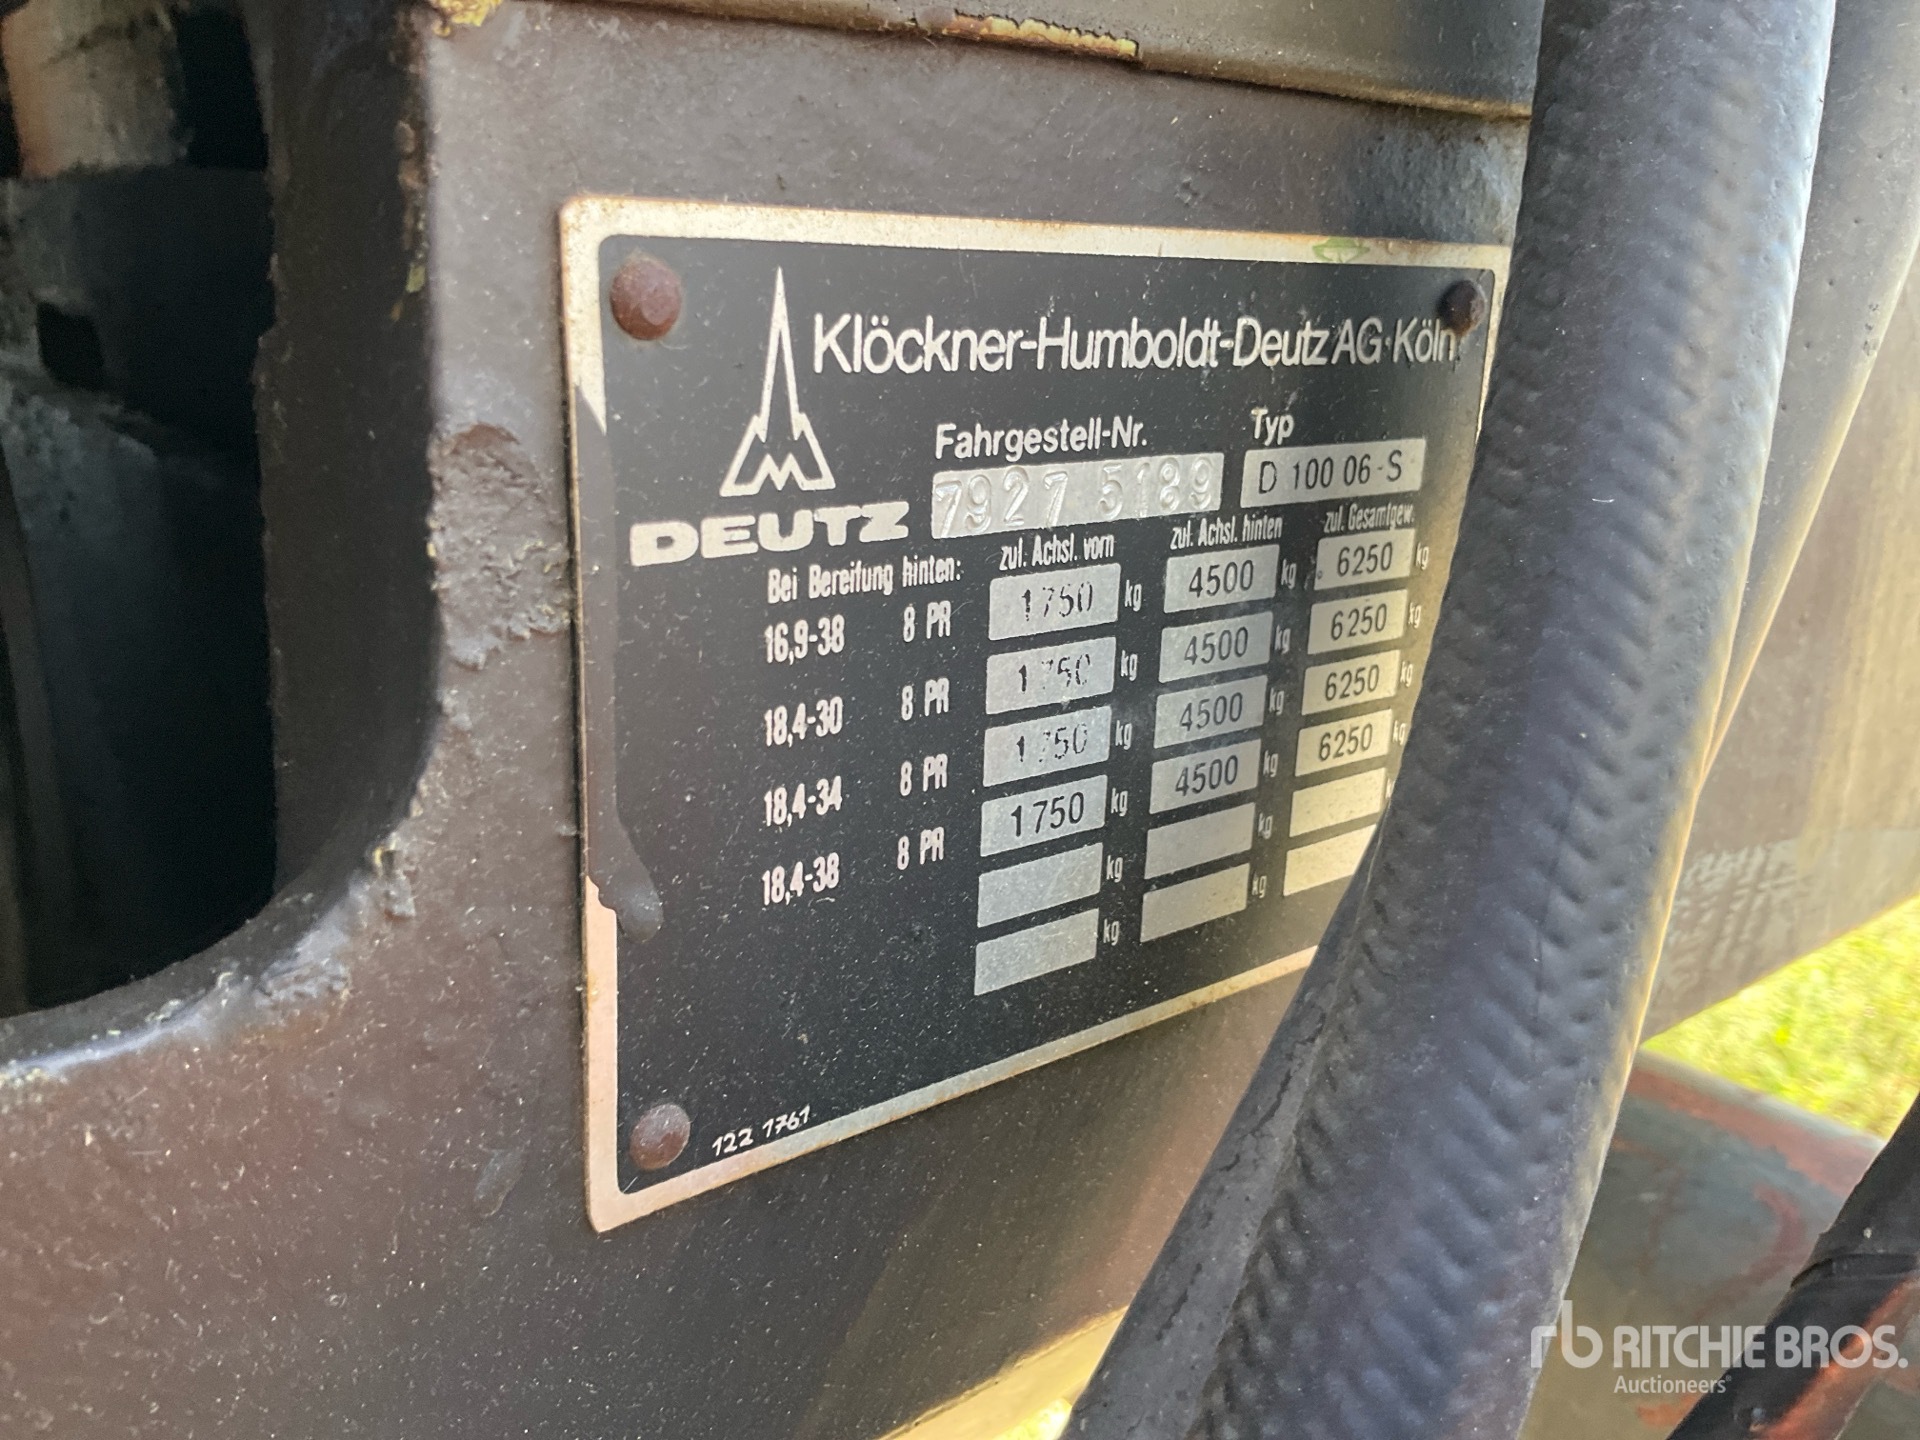 Klöckner-Humboldt-Deutz AG·Köln
DEUTZ
Fahrgestell-Nr. Typ
7927 5189 D 100 06-S
Bei Bereifung hinten: zul. Achsl. vorn zul. Achsl. hinten zul. Gesamtgew.
16,9-38 8 PR 1750 kg 4500 kg 6250 kg
18,4-30 8 PR 1750 kg 4500 kg 6250 kg
18,4-34 8 PR 1750 kg 4500 kg 6250 kg
18,4-38 8 PR 1750 kg 4500 kg 6250 kg
kg kg
kg kg
122 1761
rb RITCHIE BROS.
Auctioneers